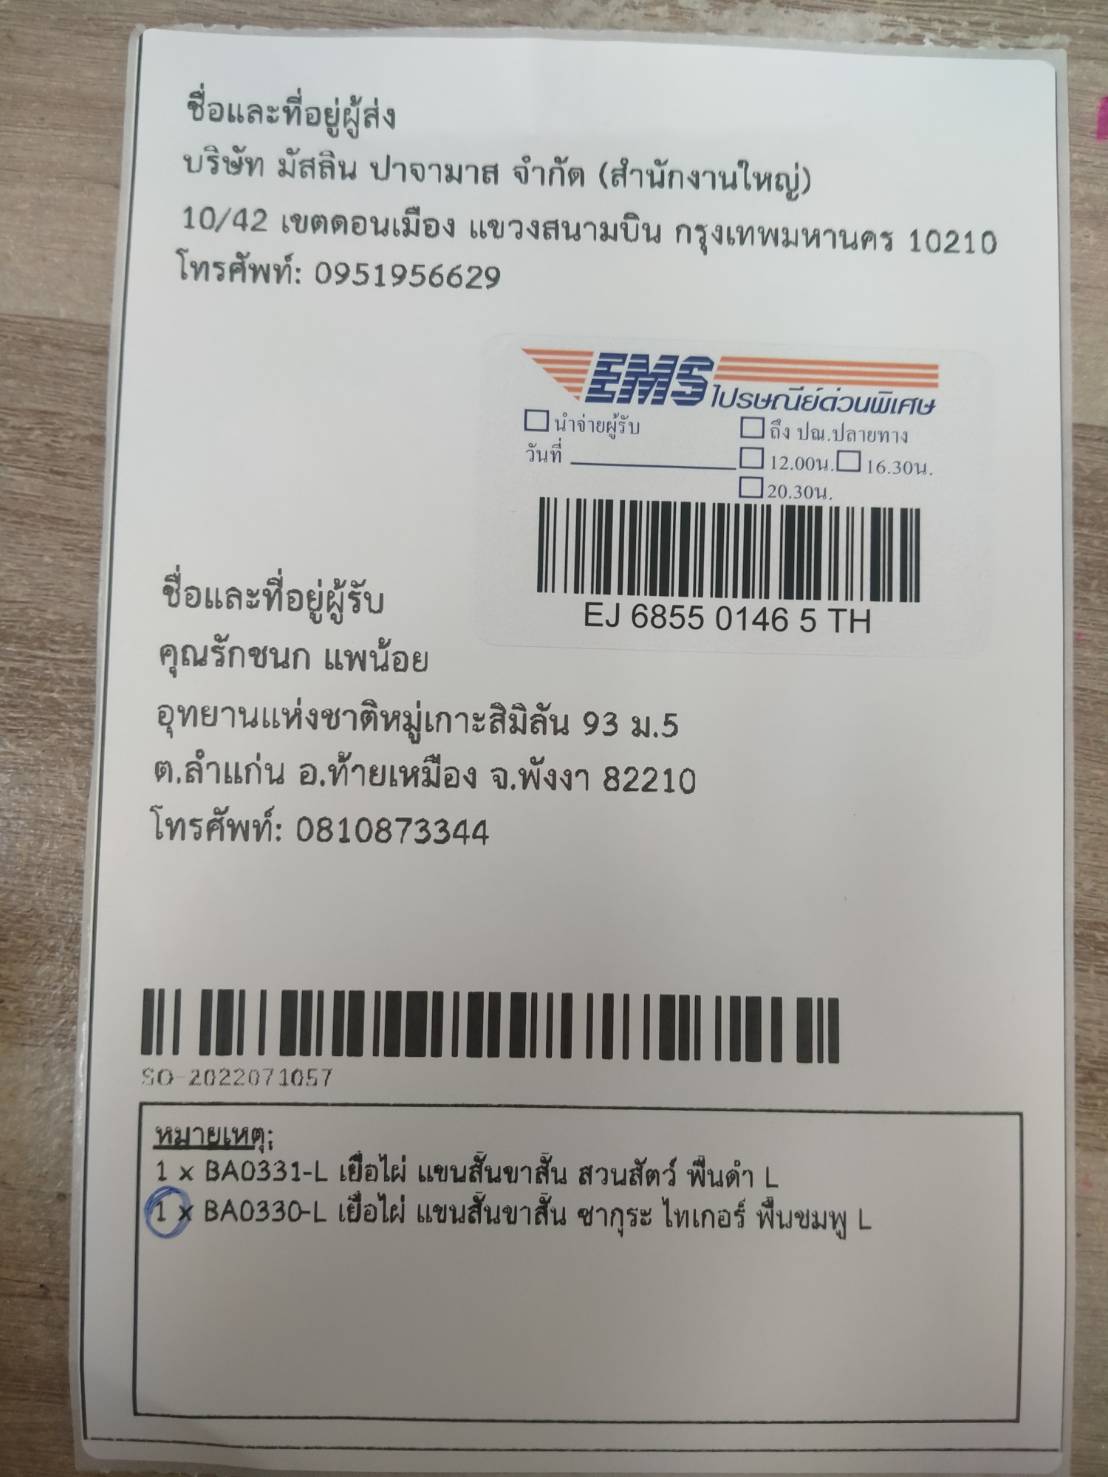 ชื่อและที่อยู่ผู้ส่ง
บริษัท มัสลิน ปาจามาส จำกัด (สำนักงานใหญ่)
10/42 เขตดอนเมือง แขวงสนามบิน กรุงเทพมหานคร 10210
โทรศัพท์: 0951956629
EMS ไปรษณีย์ด่วนพิเศษ
นำจ่ายผู้รับ ถึง ปณ.ปลายทาง
วันที่ 12.00น. 16.30น.
20.30น.
EJ 6855 0146 5 TH
ชื่อและที่อยู่ผู้รับ
คุณรักชนก แพน้อย
อุทยานแห่งชาติหมู่เกาะสิมิลัน 93 ม.5
ต.ลำแก่น อ.ท้ายเหมือง จ.พังงา 82210
โทรศัพท์: 0810873344
SO-2022071057
หมายเหตุ:
1 x BA0331-L เยื่อไผ่ แขนสั้นขาสั้น สวนสัตว์ พื้นดำ L
1 x BA0330-L เยื่อไผ่ แขนสั้นขาสั้น ซากุระ ไทเกอร์ พื้นชมพู L